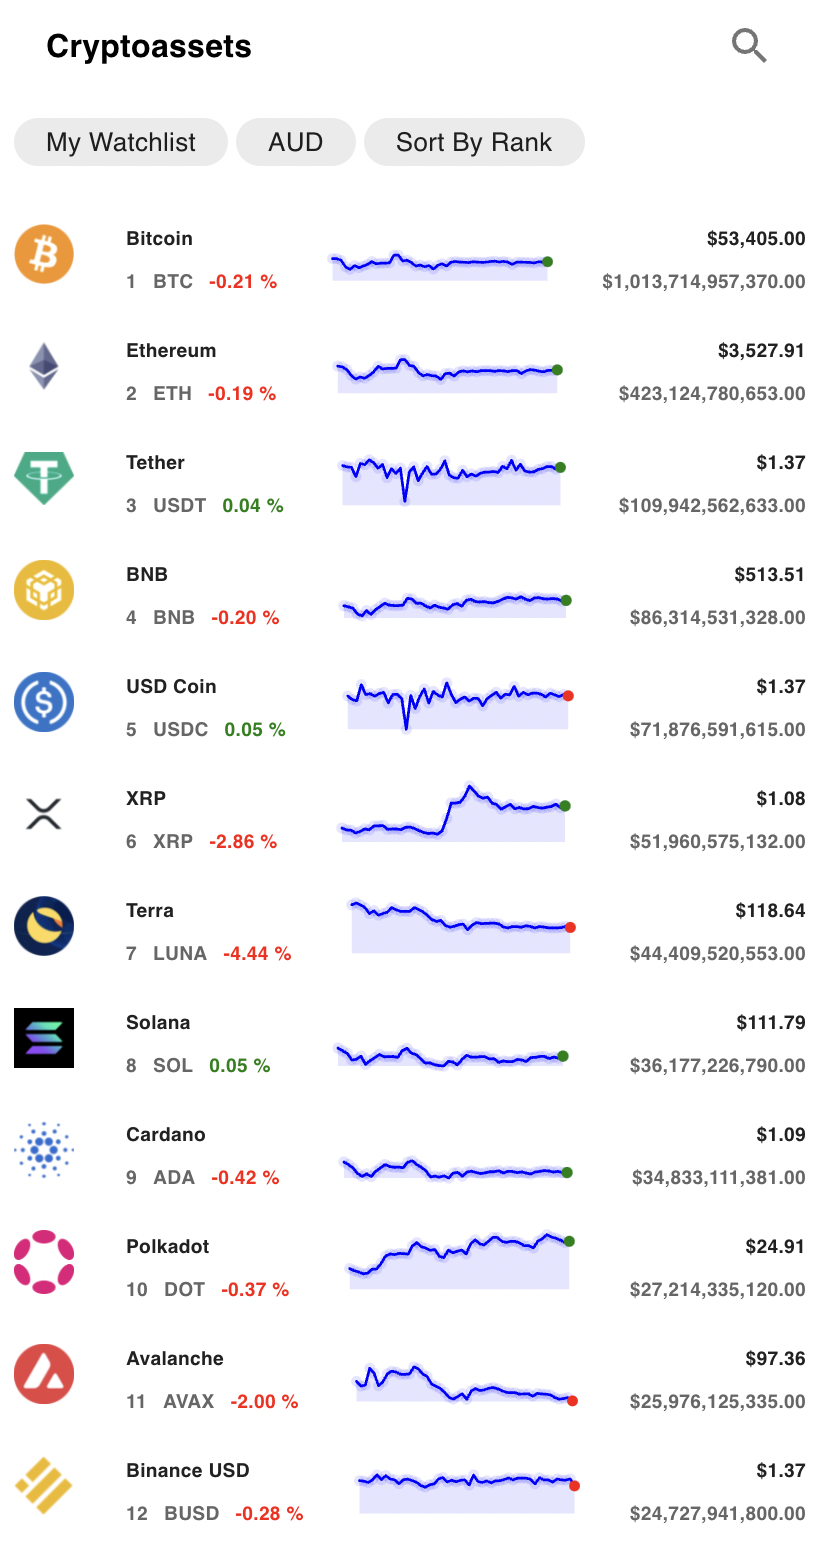 Cryptoassets
My Watchlist AUD Sort By Rank
Bitcoin $53,405.00
1 BTC -0.21 % $1,013,714,957,370.00
Ethereum $3,527.91
2 ETH -0.19 % $423,124,780,653.00
Tether $1.37
3 USDT 0.04 % $109,942,562,633.00
BNB $513.51
4 BNB -0.20 % $86,314,531,328.00
USD Coin $1.37
5 USDC 0.05 % $71,876,591,615.00
XRP $1.08
6 XRP -2.86 % $51,960,575,132.00
Terra $118.64
7 LUNA -4.44 % $44,409,520,553.00
Solana $111.79
8 SOL 0.05 % $36,177,226,790.00
Cardano $1.09
9 ADA -0.42 % $34,833,111,381.00
Polkadot $24.91
10 DOT -0.37 % $27,214,335,120.00
Avalanche $97.36
11 AVAX -2.00 % $25,976,125,335.00
Binance USD $1.37
12 BUSD -0.28 % $24,727,941,800.00